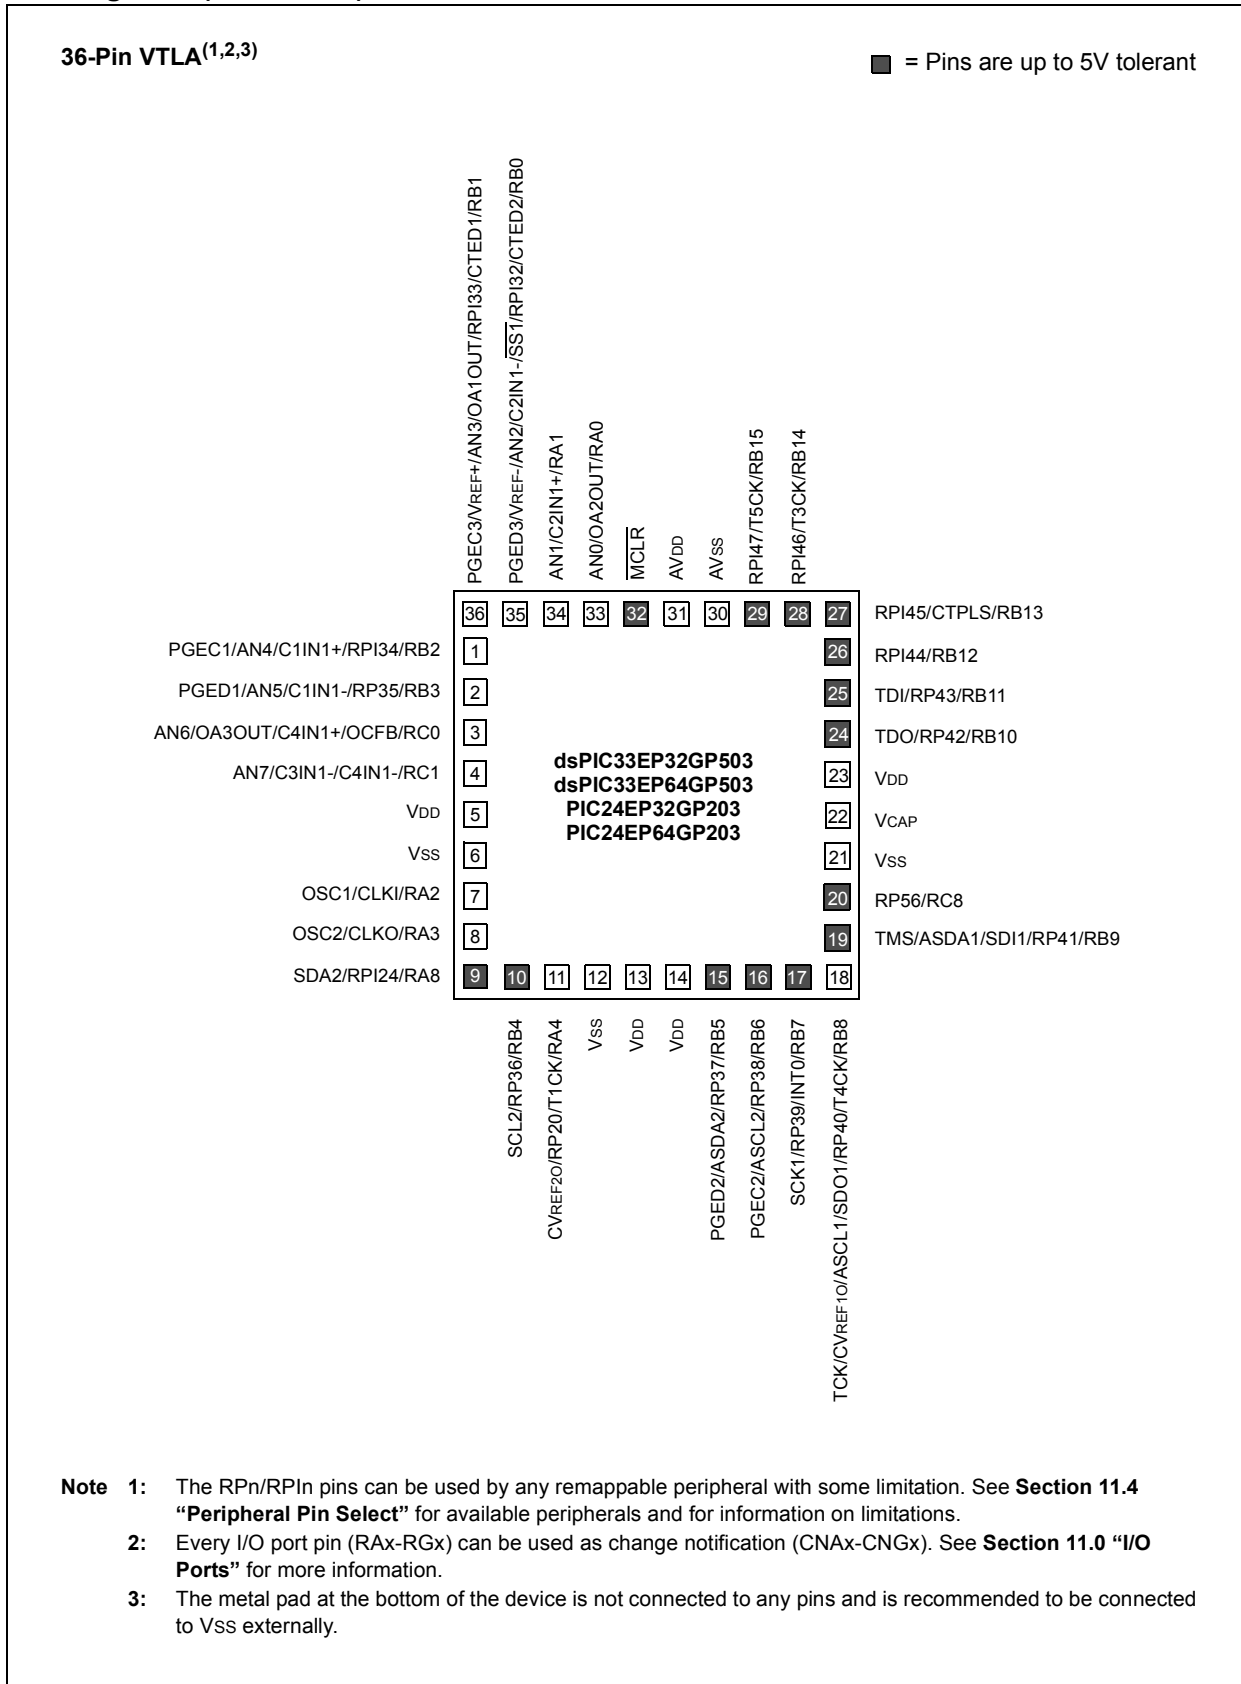 36-Pin VTLA(1,2,3)
= Pins are up to 5V tolerant
PGEC3/VREF+/AN3/OA1OUT/RPI33/CTED1/RB1
PGED3/VREF-/AN2/C2IN1-/SS1/RPI32/CTED2/RB0
AN1/C2IN1+/RA1
AN0/OA2OUT/RA0
MCLR
AVDD
AVSS
RPI47/T5CK/RB15
RPI46/T3CK/RB14
36 35 34 33 32 31 30 29 28 27 RPI45/CTPLS/RB13
PGEC1/AN4/C1IN1+/RPI34/RB2 1 26 RPI44/RB12
PGED1/AN5/C1IN1-/RP35/RB3 2 25 TDI/RP43/RB11
AN6/OA3OUT/C4IN1+/OCFB/RC0 3 24 TDO/RP42/RB10
AN7/C3IN1-/C4IN1-/RC1 4 23 VDD
VDD 5 22 VCAP
VSS 6 21 VSS
OSC1/CLKI/RA2 7 20 RP56/RC8
OSC2/CLKO/RA3 8 19 TMS/ASDA1/SDI1/RP41/RB9
dsPIC33EP32GP503
dsPIC33EP64GP503
PIC24EP32GP203
PIC24EP64GP203
SDA2/RPI24/RA8 9 10 11 12 13 14 15 16 17 18
SCL2/RP36/RB4
CVREF2O/RP20/T1CK/RA4
VSS
VDD
VDD
PGED2/ASDA2/RP37/RB5
PGEC2/ASCL2/RP38/RB6
SCK1/RP39/INT0/RB7
TCK/CVREF1O/ASCL1/SDO1/RP40/T4CK/RB8
Note 1: The RPn/RPIn pins can be used by any remappable peripheral with some limitation. See Section 11.4
“Peripheral Pin Select” for available peripherals and for information on limitations.
2: Every I/O port pin (RAx-RGx) can be used as change notification (CNAx-CNGx). See Section 11.0 “I/O
Ports” for more information.
3: The metal pad at the bottom of the device is not connected to any pins and is recommended to be connected
to VSS externally.